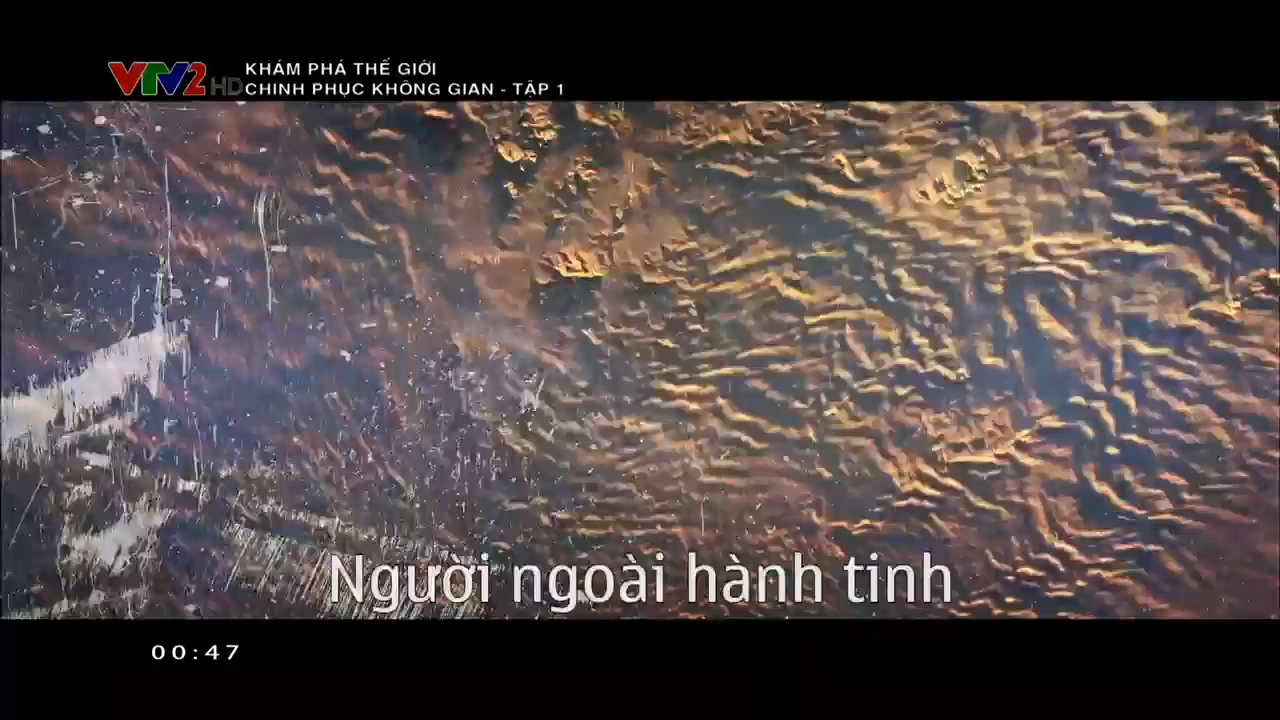 VTV2 HD
KHÁM PHÁ THẾ GIỚI
CHINH PHỤC KHÔNG GIAN - TẬP 1
Người ngoài hành tinh
00:47